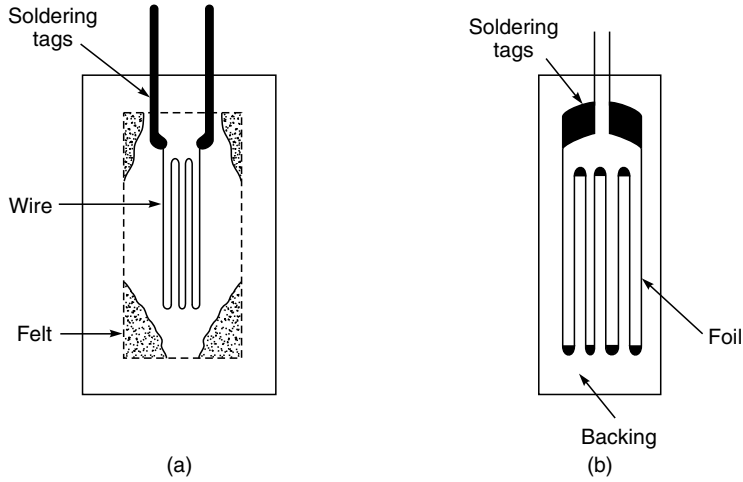 Soldering
tags
Wire
Felt
(a)
Soldering
tags
Foil
Backing
(b)